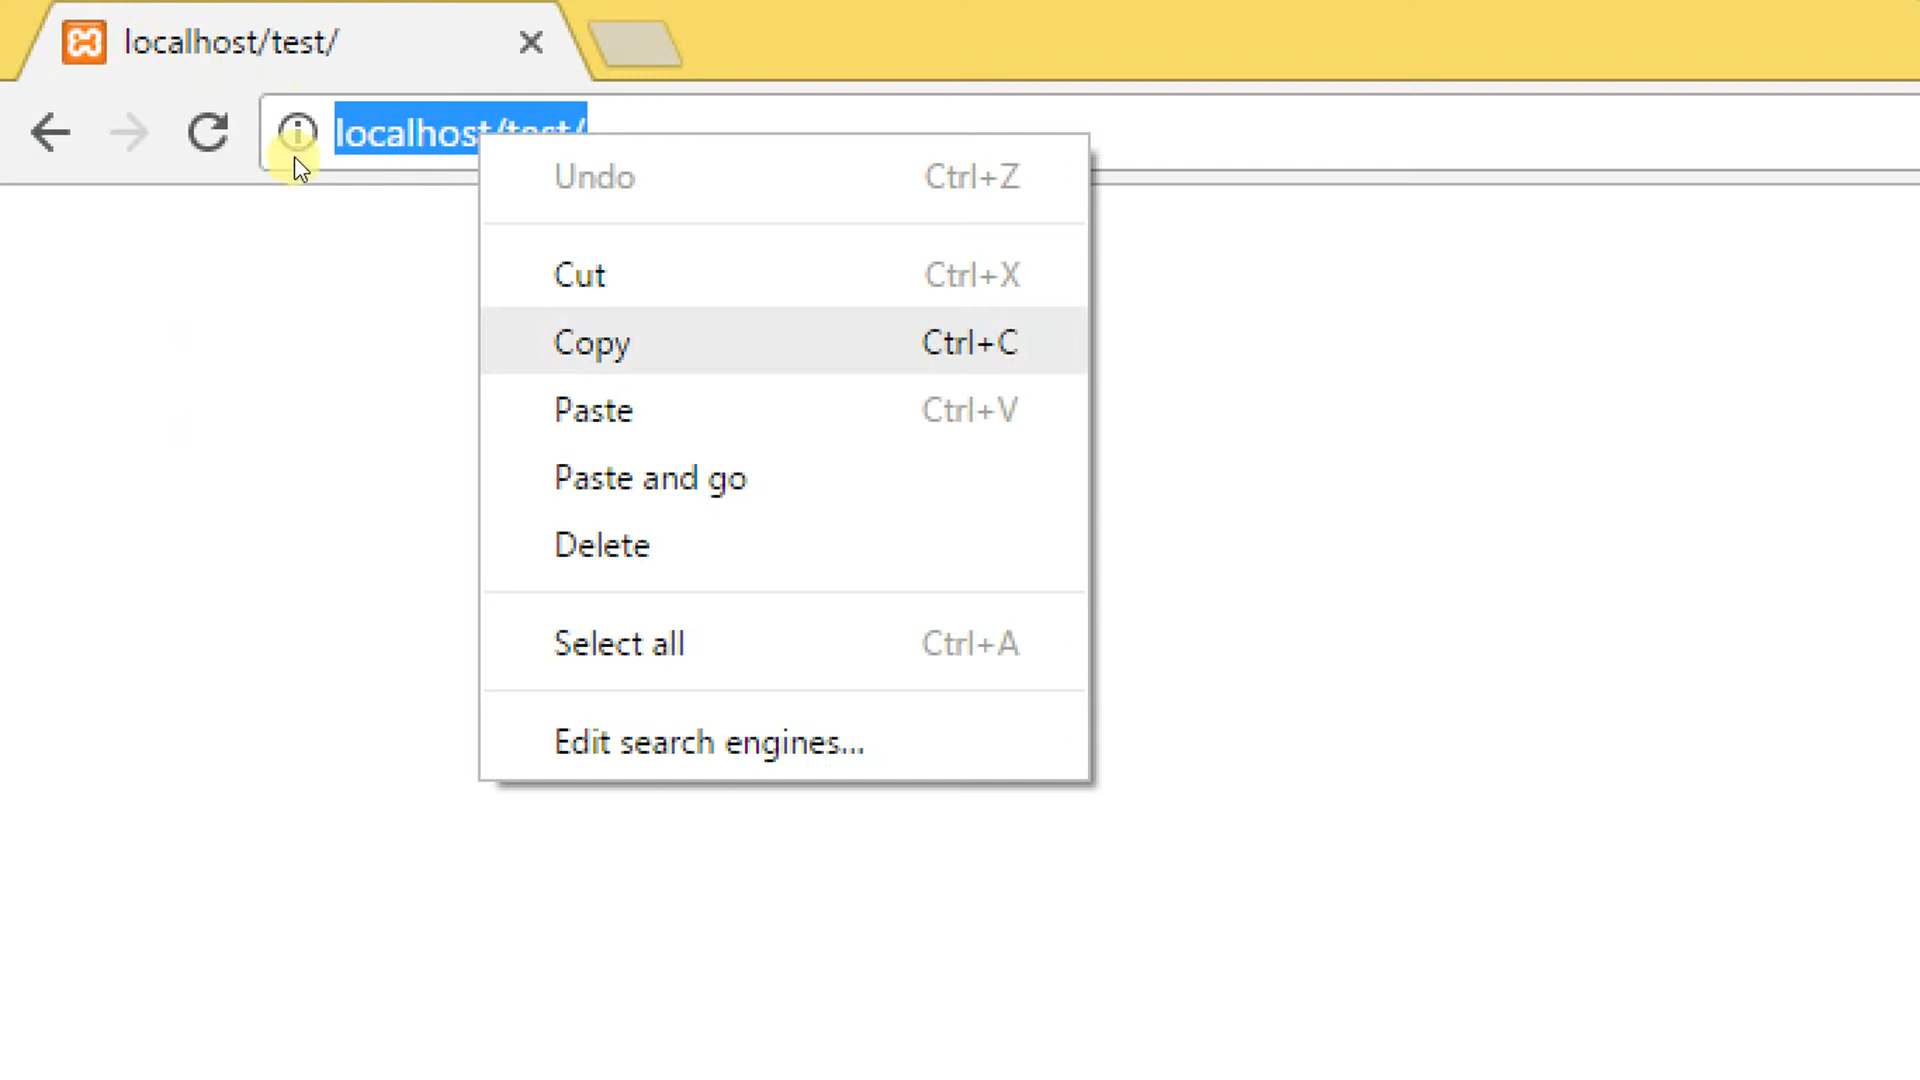 localhost/test/
localhost/test/
Undo Ctrl+Z
Cut Ctrl+X
Copy Ctrl+C
Paste Ctrl+V
Paste and go
Delete
Select all Ctrl+A
Edit search engines...